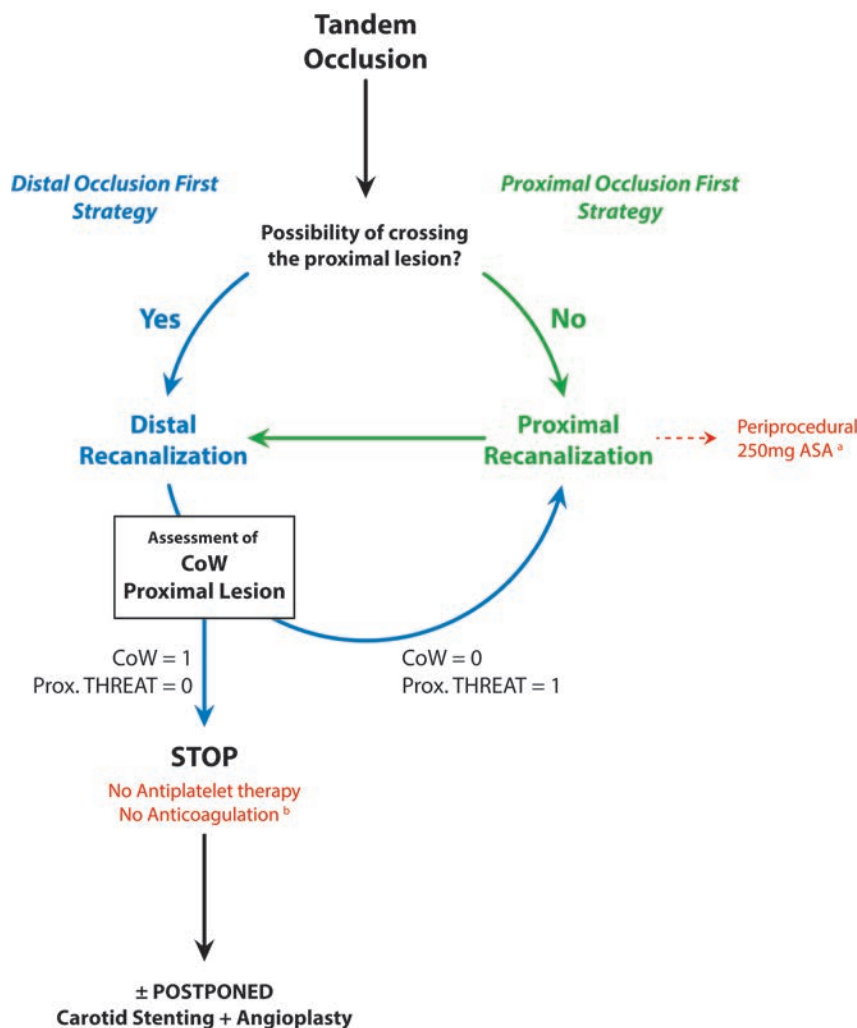 Tandem
Occlusion
Distal Occlusion First
Strategy
Proximal Occlusion First
Strategy
Possibility of crossing
the proximal lesion?
Yes
No
Distal
Recanalization
Proximal
Recanalization
Periprocedural
250mg ASA ᵃ
Assessment of
CoW
Proximal Lesion
CoW = 1
Prox. THREAT = 0
CoW = 0
Prox. THREAT = 1
STOP
No Antiplatelet therapy
No Anticoagulation ᵇ
± POSTPONED
Carotid Stenting + Angioplasty